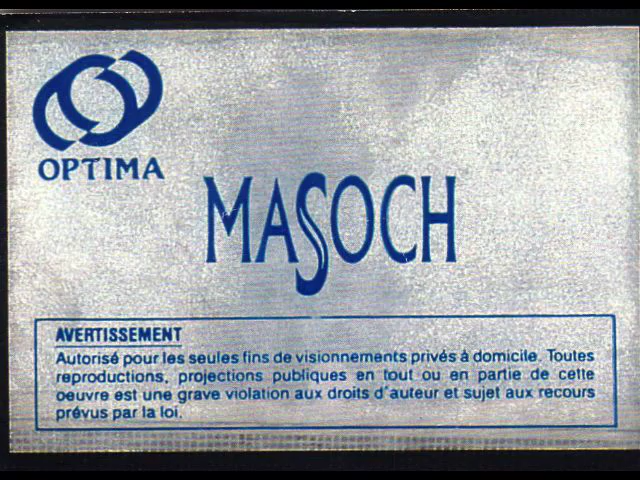 OPTIMA
MASOCH
AVERTISSEMENT
Autorisé pour les seules fins de visionnements privés à domicile. Toutes
reproductions, projections publiques en tout ou en partie de cette
oeuvre est une grave violation aux droits d'auteur et sujet aux recours
prévus par la loi.